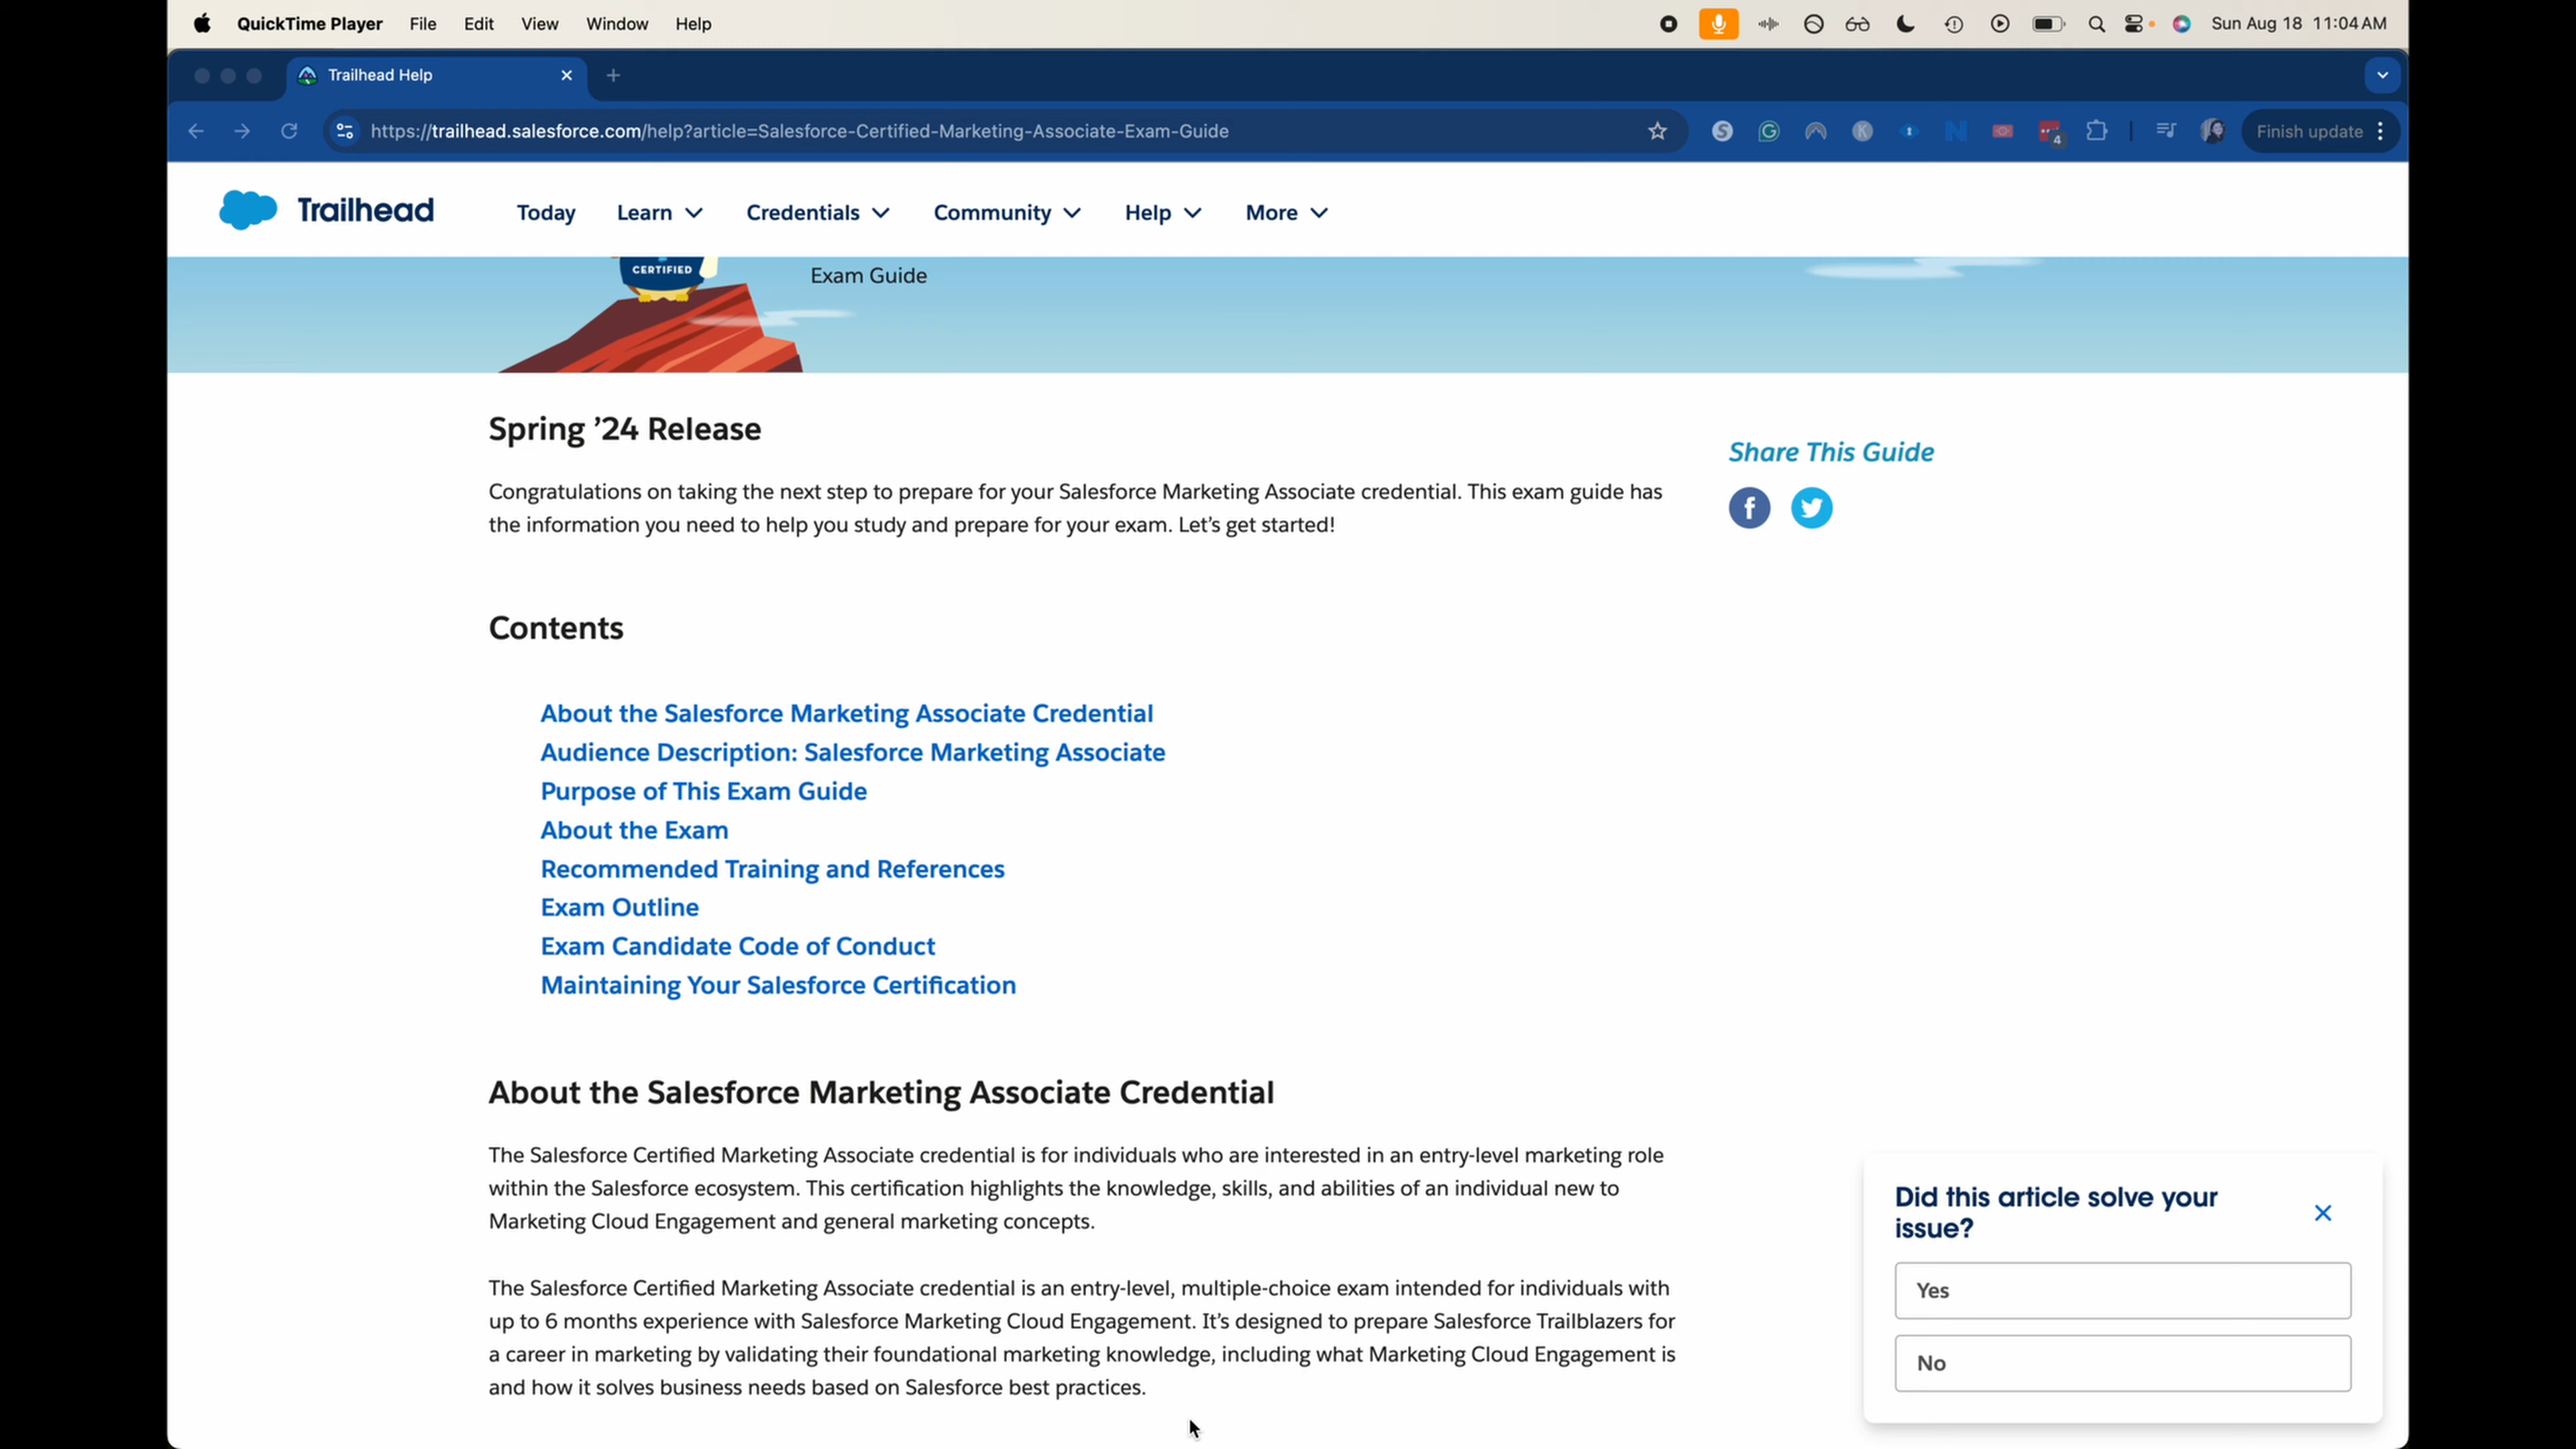 QuickTime Player File Edit View Window Help Sun Aug 18 11:04 AM
Trailhead Help
https://trailhead.salesforce.com/help?article=Salesforce-Certified-Marketing-Associate-Exam-Guide 4 Finish update
Trailhead Today Learn Credentials Community Help More
CERTIFIED
Exam Guide
Spring ’24 Release
Share This Guide
Congratulations on taking the next step to prepare for your Salesforce Marketing Associate credential. This exam guide has
the information you need to help you study and prepare for your exam. Let’s get started!
Contents
About the Salesforce Marketing Associate Credential
Audience Description: Salesforce Marketing Associate
Purpose of This Exam Guide
About the Exam
Recommended Training and References
Exam Outline
Exam Candidate Code of Conduct
Maintaining Your Salesforce Certification
About the Salesforce Marketing Associate Credential
The Salesforce Certified Marketing Associate credential is for individuals who are interested in an entry-level marketing role
within the Salesforce ecosystem. This certification highlights the knowledge, skills, and abilities of an individual new to
Marketing Cloud Engagement and general marketing concepts.
The Salesforce Certified Marketing Associate credential is an entry-level, multiple-choice exam intended for individuals with
up to 6 months experience with Salesforce Marketing Cloud Engagement. It’s designed to prepare Salesforce Trailblazers for
a career in marketing by validating their foundational marketing knowledge, including what Marketing Cloud Engagement is
and how it solves business needs based on Salesforce best practices.
Did this article solve your
issue?
Yes
No